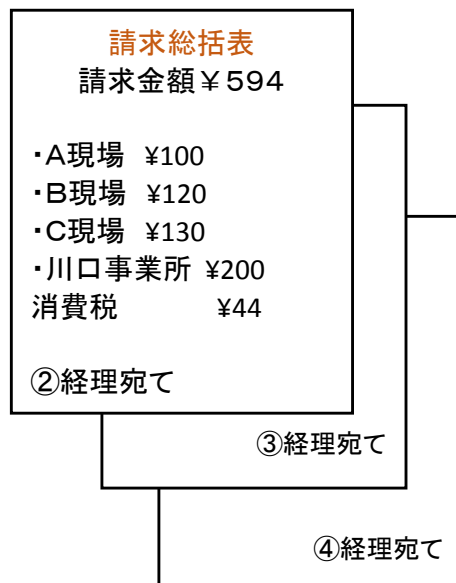 請求総括表
請求金額￥594
・A現場 ¥100
・B現場 ¥120
・C現場 ¥130
・川口事業所 ¥200
消費税 ¥44
②経理宛て
③経理宛て
④経理宛て